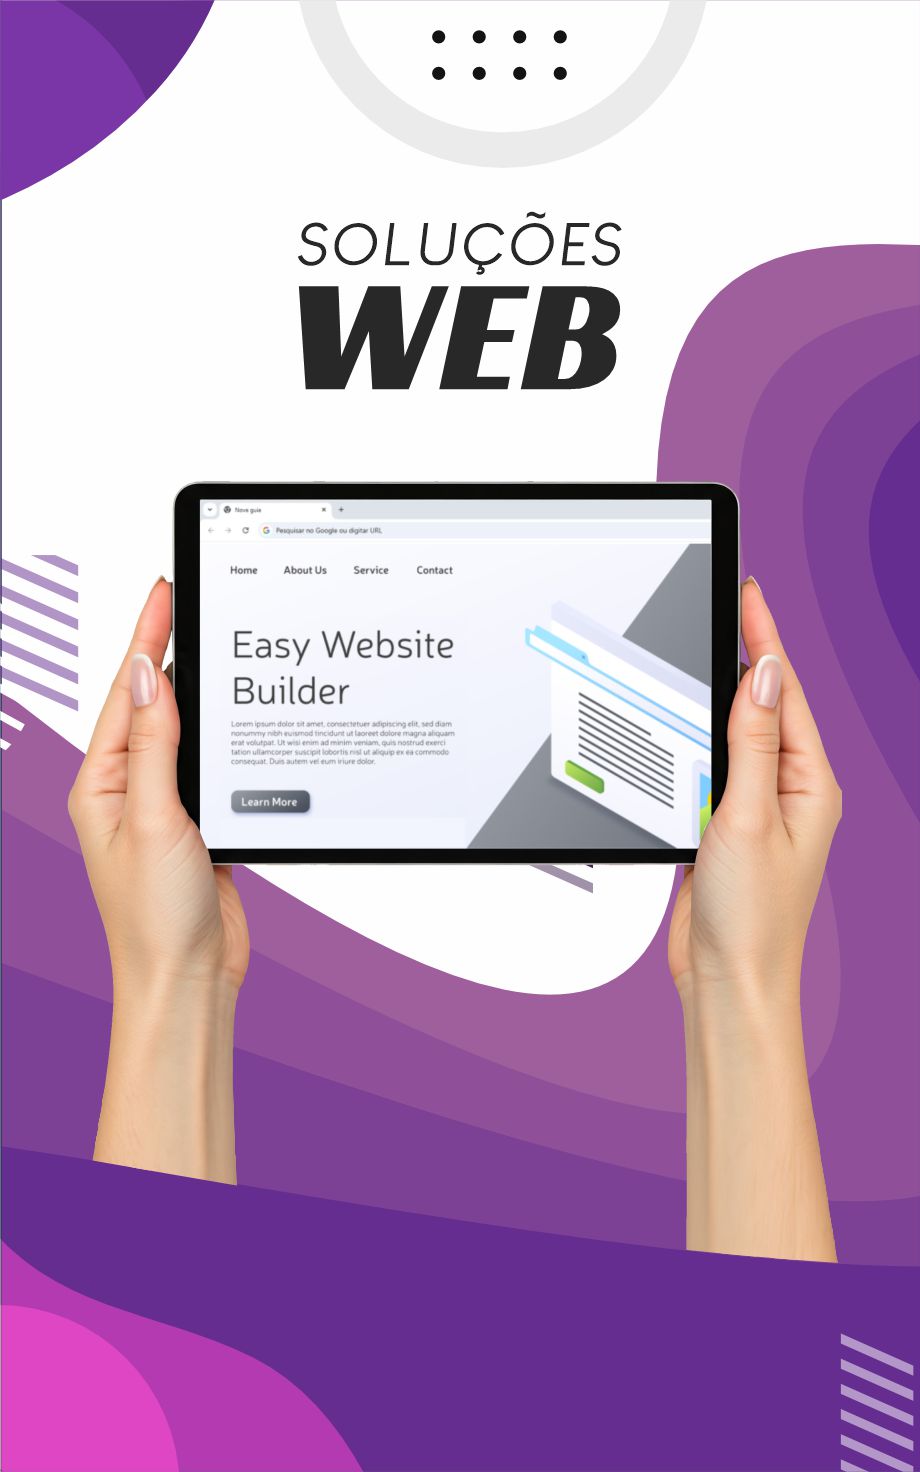 SOLUÇÕES
WEB
Nova guia
Pesquisar no Google ou digitar URL
Home About Us Service Contact
Easy Website
Builder
Lorem ipsum dolor sit amet, consectetuer adipiscing elit, sed diam
nonummy nibh euismod tincidunt ut laoreet dolore magna aliquam
erat volutpat. Ut wisi enim ad minim veniam, quis nostrud exerci
tation ullamcorper suscipit lobortis nisl ut aliquip ex ea commodo
consequat. Duis autem vel eum iriure dolor.
Learn More